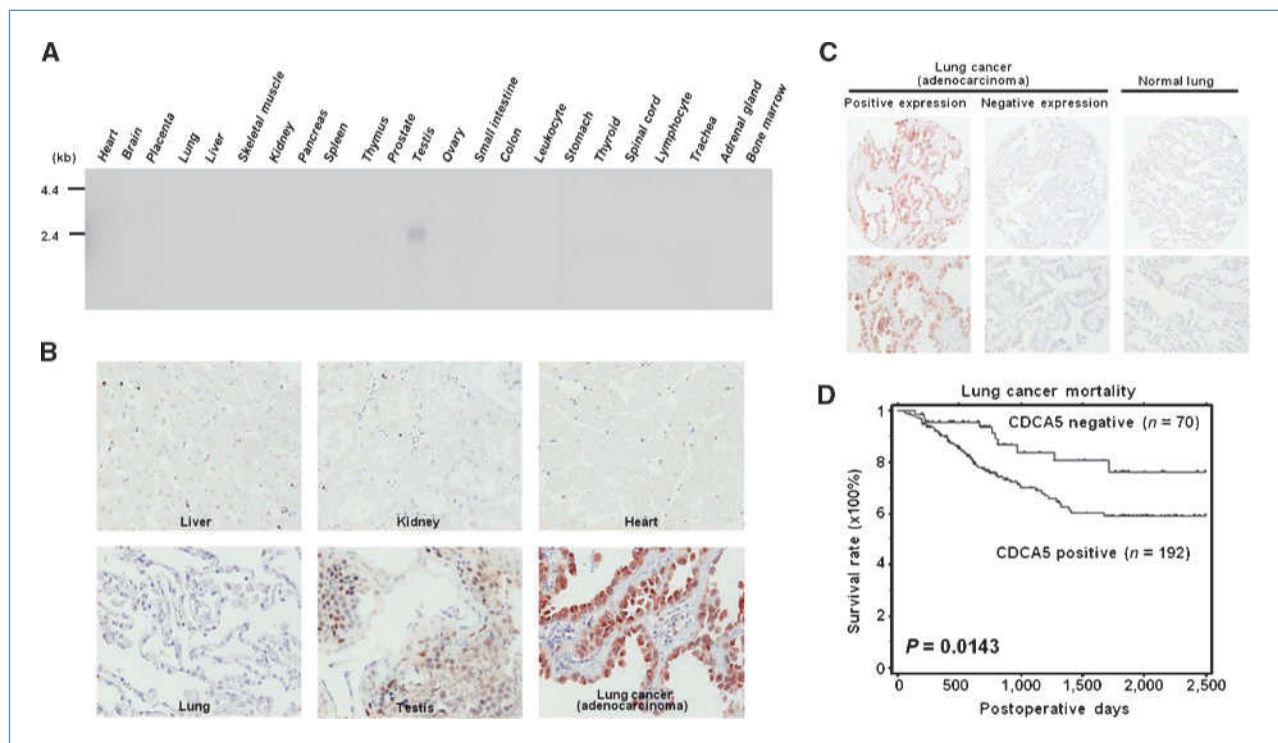 A
(kb)
Heart
Brain
Placenta
Lung
Liver
Skeletal muscle
Kidney
Pancreas
Spleen
Thymus
Prostate
Testis
Ovary
Small intestine
Colon
Leukocyte
Stomach
Thyroid
Spinal cord
Lymphocyte
Trachea
Adrenal gland
Bone marrow
4.4
2.4
B
Liver
Kidney
Heart
Lung
Testis
Lung cancer
(adenocarcinoma)
C
Lung cancer
(adenocarcinoma)
Normal lung
Positive expression
Negative expression
D
Lung cancer mortality
1
8
6
4
2
0
Survival rate (x100%)
CDCA5 negative (n = 70)
CDCA5 positive (n = 192)
P = 0.0143
0
500
1,000
1,500
2,000
2,500
Postoperative days